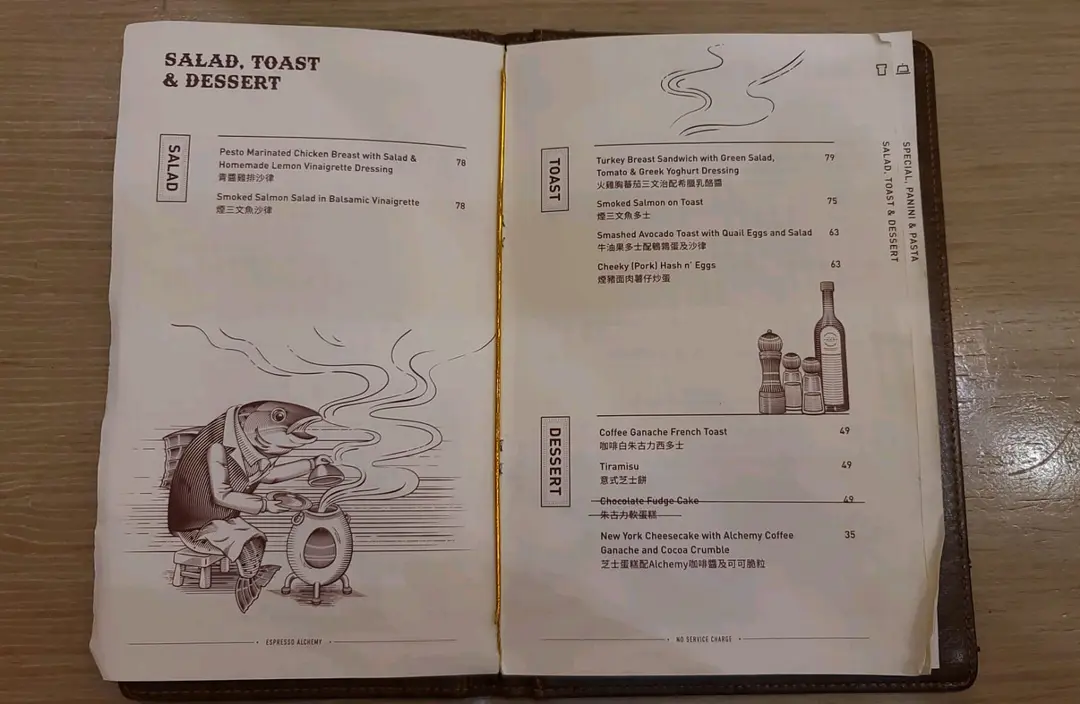 SALAD, TOAST
& DESSERT
SALAD
Pesto Marinated Chicken Breast with Salad & 78
Homemade Lemon Vinaigrette Dressing
青醬雞排沙律
Smoked Salmon Salad in Balsamic Vinaigrette 78
煙三文魚沙律
ESPRESSO ALCHEMY
TOAST
Turkey Breast Sandwich with Green Salad, 79
Tomato & Greek Yoghurt Dressing
火雞胸蕃茄三文治配希臘乳酪醬
Smoked Salmon on Toast 75
煙三文魚多士
Smashed Avocado Toast with Quail Eggs and Salad 63
牛油果多士配鵪鶉蛋及沙律
Cheeky (Pork) Hash n' Eggs 63
煙豬面肉薯仔炒蛋
DESSERT
Coffee Ganache French Toast 49
咖啡白朱古力西多士
Tiramisu 49
意式芝士餅
Chocolate Fudge Cake 49
朱古力軟蛋糕
New York Cheesecake with Alchemy Coffee 35
Ganache and Cocoa Crumble
芝士蛋糕配Alchemy咖啡醬及可可脆粒
NO SERVICE CHARGE
SPECIAL, PANINI & PASTA
SALAD, TOAST & DESSERT